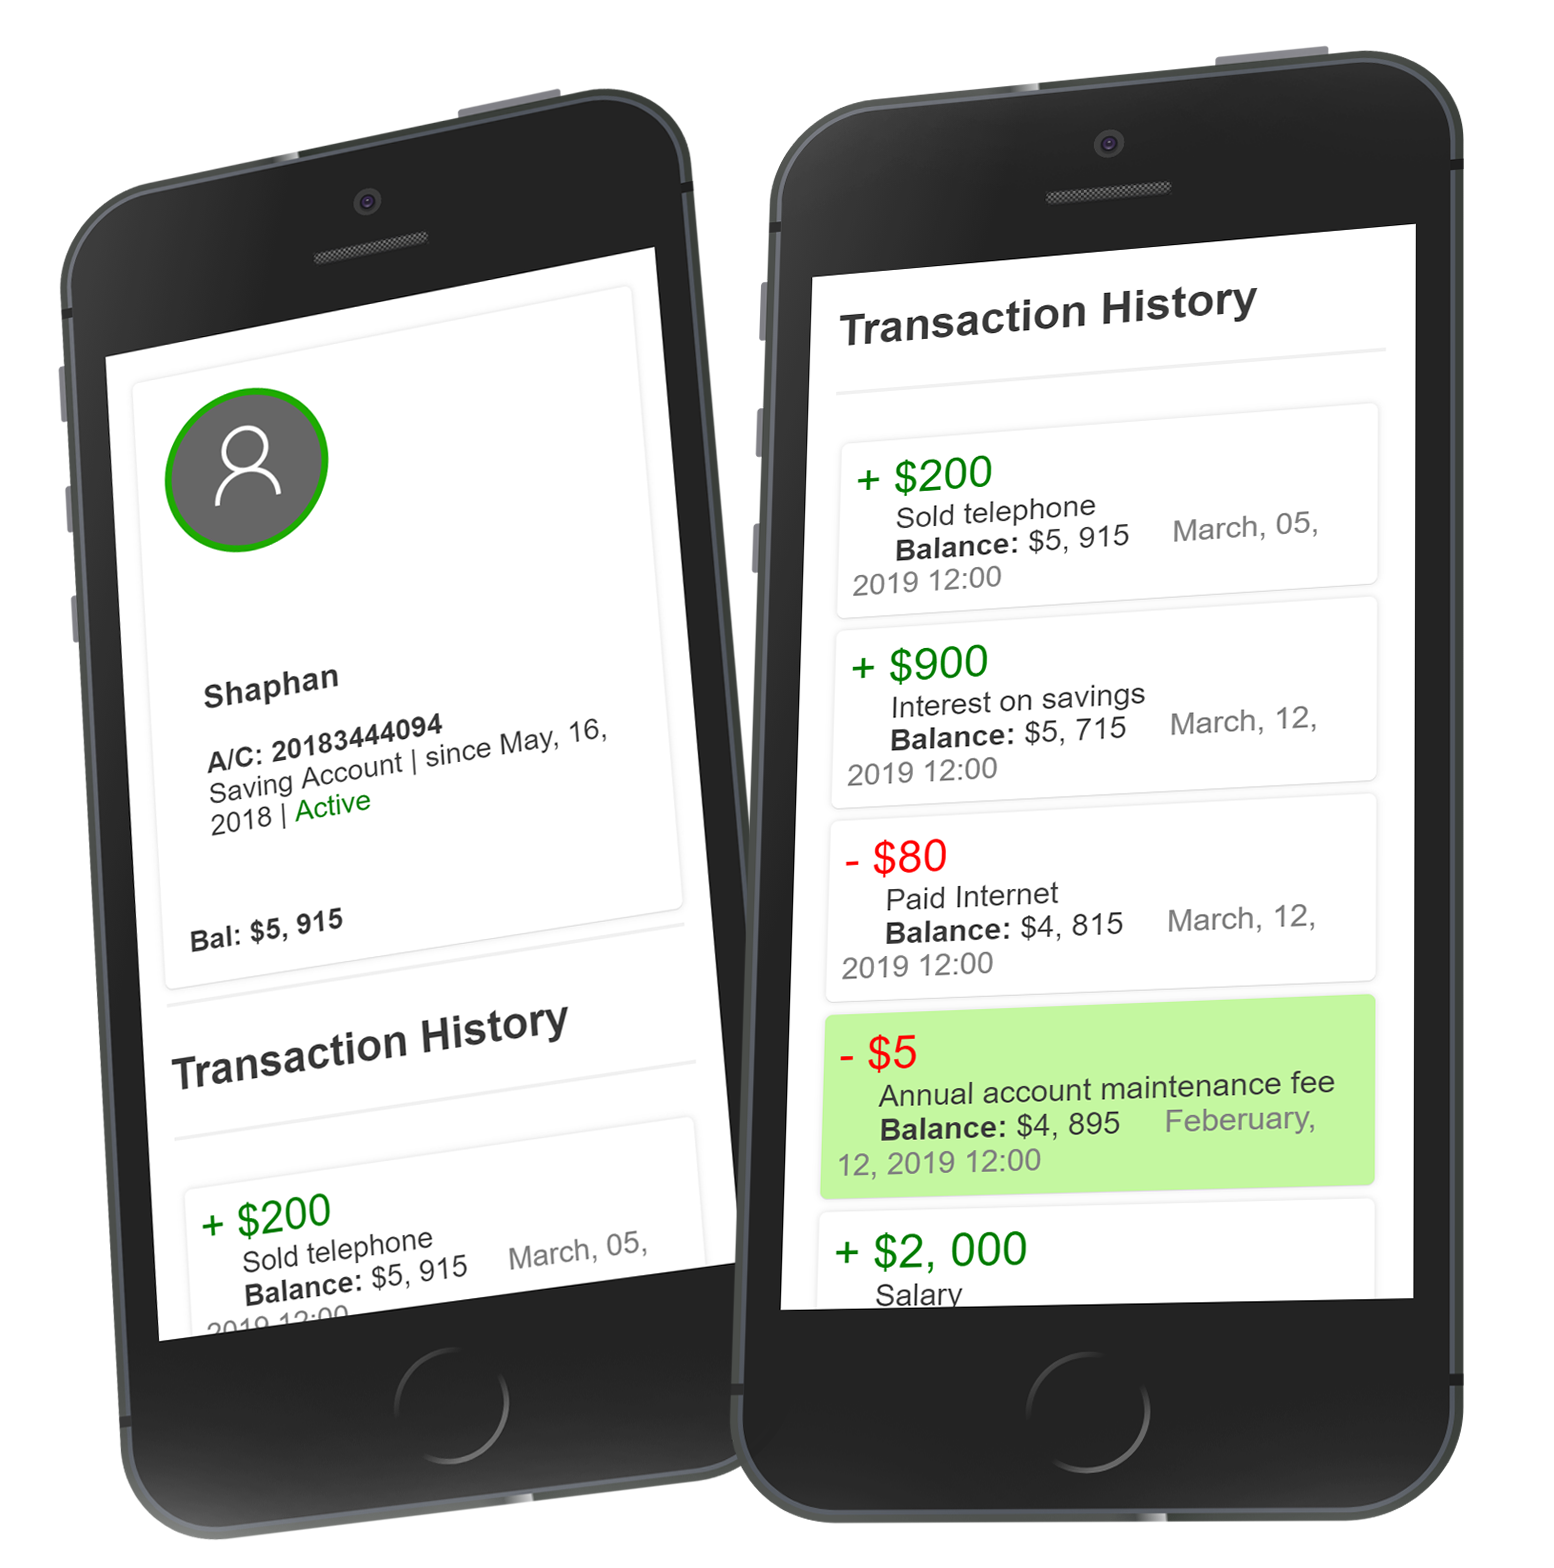 Shaphan
A/C: 20183444094
Saving Account | since May, 16,
2018 | Active
Bal: $5, 915
Transaction History
+ $200
Sold telephone
Balance: $5, 915 March, 05,
2019 12:00
Transaction History
+ $200
Sold telephone
Balance: $5, 915 March, 05,
2019 12:00
+ $900
Interest on savings
Balance: $5, 715 March, 12,
2019 12:00
- $80
Paid Internet
Balance: $4, 815 March, 12,
2019 12:00
- $5
Annual account maintenance fee
Balance: $4, 895 Feberuary,
12, 2019 12:00
+ $2, 000
Salary